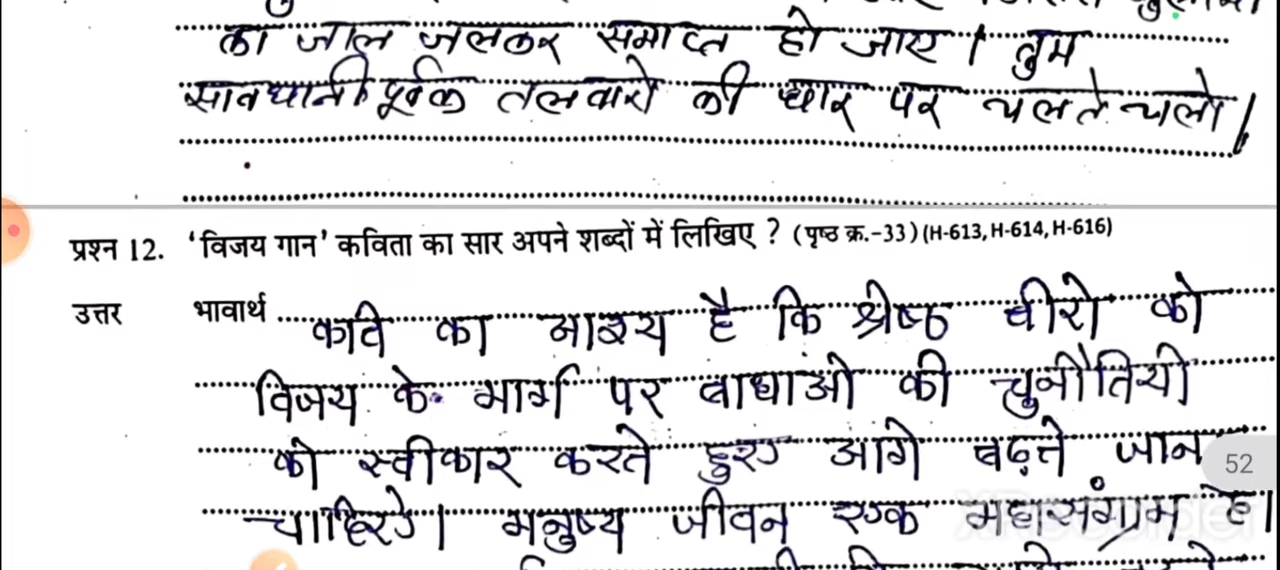 का जाल जलकर समाप्त हो जाए। तुम
सावधानी पूर्वक तलवारो की धार पर चलते चलो।
प्रश्न 12. 'विजय गान' कविता का सार अपने शब्दों में लिखिए ? (पृष्ठ क्र.-33) (H-613, H-614, H-616)
उत्तर भावार्थ कवि का आशय है कि श्रेष्ठ वीरो को
विजय के मार्ग पर बाधाओ की चुनौतियो
को स्वीकार करते हुए आगे बढ़ते जान
52
चाहिए। मनुष्य जीवन एक महासंग्राम है।